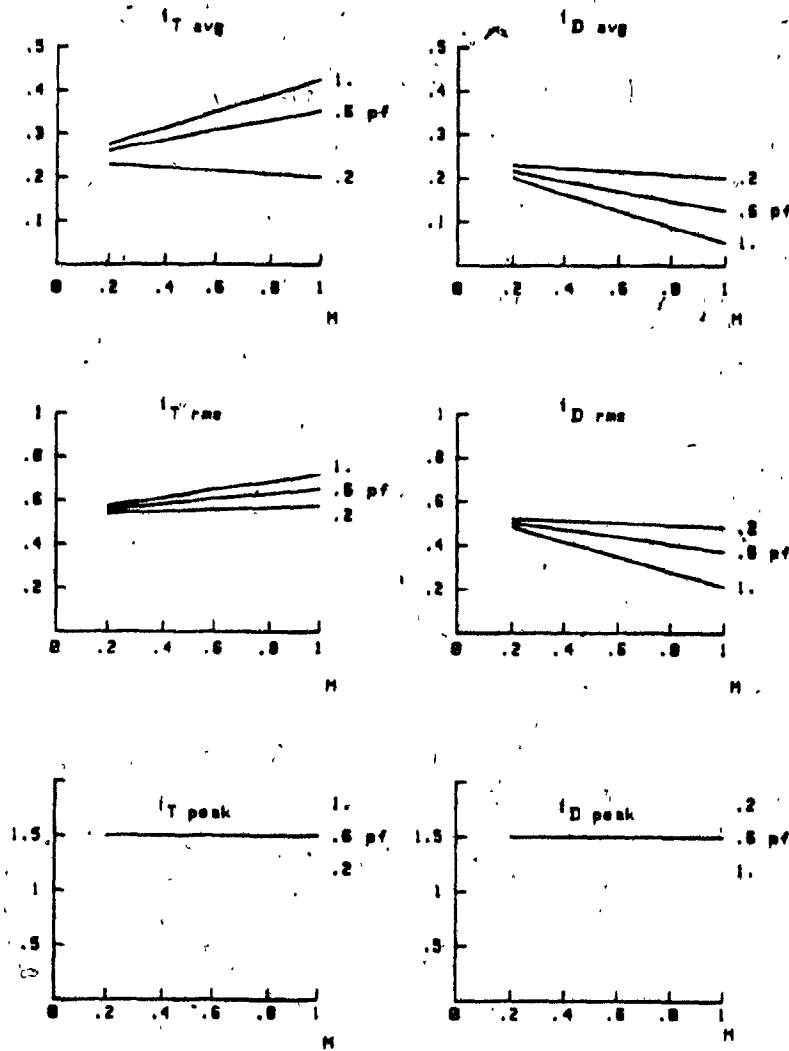 iT avg
.5
.4
.3
.2
.1
1.
.6 pf
.2
0 .2 .4 .6 .8 1
M
iD avg
.5
.4
.3
.2
.1
.2
.6 pf
1.
0 .2 .4 .6 .8 1
M
iT rms
1
.8
.6
.4
.2
1.
.6 pf
.2
0 .2 .4 .6 .8 1
M
iD rms
1
.8
.6
.4
.2
.2
.6 pf
1.
0 .2 .4 .6 .8 1
M
iT peak
1.5
1
.5
1.
.6 pf
.2
0 .2 .4 .6 .8 1
M
iD peak
1.5
1
.5
.2
.6 pf
1.
0 .2 .4 .6 .8 1
M